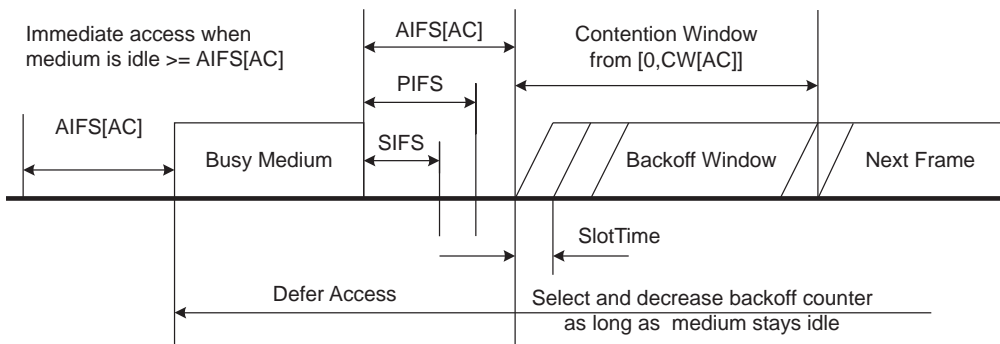 Immediate access when
medium is idle >= AIFS[AC]
AIFS[AC]
Contention Window
from [0,CW[AC]]
PIFS
AIFS[AC]
SIFS
Busy Medium
Backoff Window
Next Frame
SlotTime
Defer Access
Select and decrease backoff counter
as long as medium stays idle